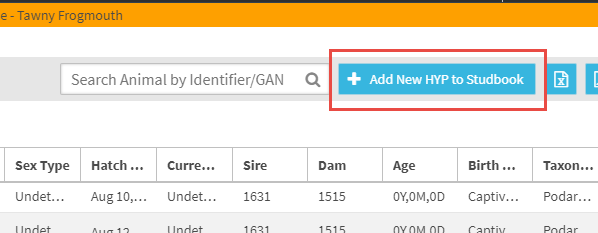 e - Tawny Frogmouth
Search Animal by Identifier/GAN
Add New HYP to Studbook
Sex Type Hatch ... Curre... Sire Dam Age Birth ... Taxon...
Undet... Aug 10,... Undet... 1631 1515 0Y,0M,0D Captiv... Podar...
Undet... Aug 12... Undet... 1631 1515 0Y,0M,0D Captiv... Podar...